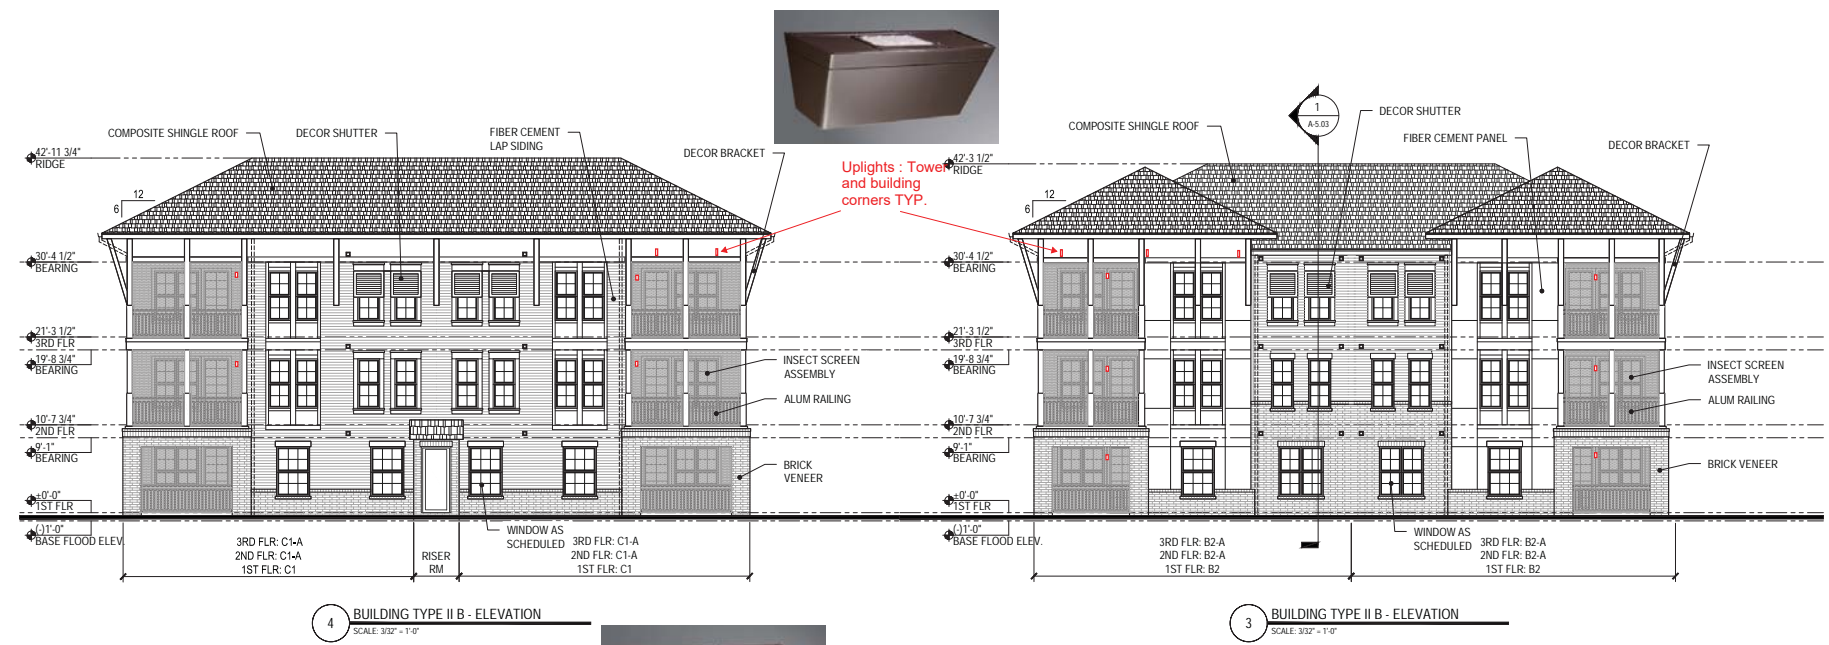 COMPOSITE SHINGLE ROOF
DECOR SHUTTER
FIBER CEMENT
LAP SIDING
DECOR BRACKET
42'-11 3/4"
RIDGE
12
6
30'-4 1/2"
BEARING
21'-3 1/2"
3RD FLR
19'-8 3/4"
BEARING
10'-7 3/4"
2ND FLR
9'-1"
BEARING
±0'-0"
1ST FLR
(-)1'-0"
BASE FLOOD ELEV.
INSECT SCREEN
ASSEMBLY
ALUM RAILING
BRICK
VENEER
WINDOW AS
SCHEDULED
3RD FLR: C1-A
2ND FLR: C1-A
1ST FLR: C1
RISER
RM
3RD FLR: C1-A
2ND FLR: C1-A
1ST FLR: C1
4
BUILDING TYPE II B - ELEVATION
SCALE: 3/32" = 1'-0"
Uplights : Tower
and building
corners TYP.
1
A-5.03
COMPOSITE SHINGLE ROOF
DECOR SHUTTER
FIBER CEMENT PANEL
DECOR BRACKET
42'-3 1/2"
RIDGE
12
6
30'-4 1/2"
BEARING
21'-3 1/2"
3RD FLR
19'-8 3/4"
BEARING
10'-7 3/4"
2ND FLR
9'-1"
BEARING
±0'-0"
1ST FLR
(-)1'-0"
BASE FLOOD ELEV.
INSECT SCREEN
ASSEMBLY
ALUM RAILING
BRICK VENEER
WINDOW AS
SCHEDULED
3RD FLR: B2-A
2ND FLR: B2-A
1ST FLR: B2
3RD FLR: B2-A
2ND FLR: B2-A
1ST FLR: B2
3
BUILDING TYPE II B - ELEVATION
SCALE: 3/32" = 1'-0"